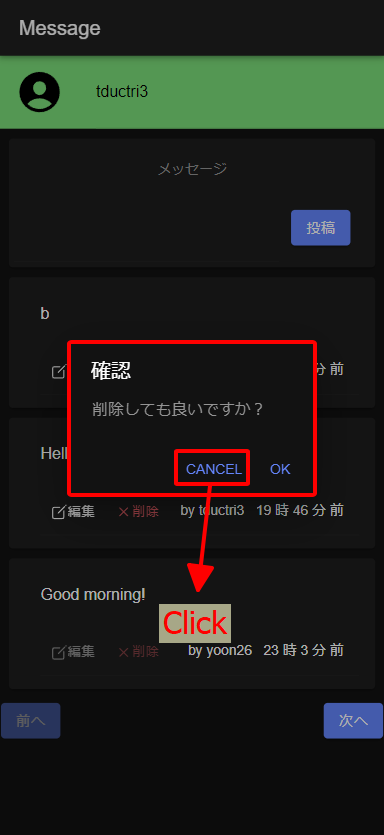 Message
tductri3
メッセージ
投稿
b
分 前
確認
削除しても良いですか？
CANCEL OK
Hell
編集 削除 by tductri3 19 時 46 分 前
Click
Good morning!
編集 削除 by yoon26 23 時 3 分 前
前へ 次へ